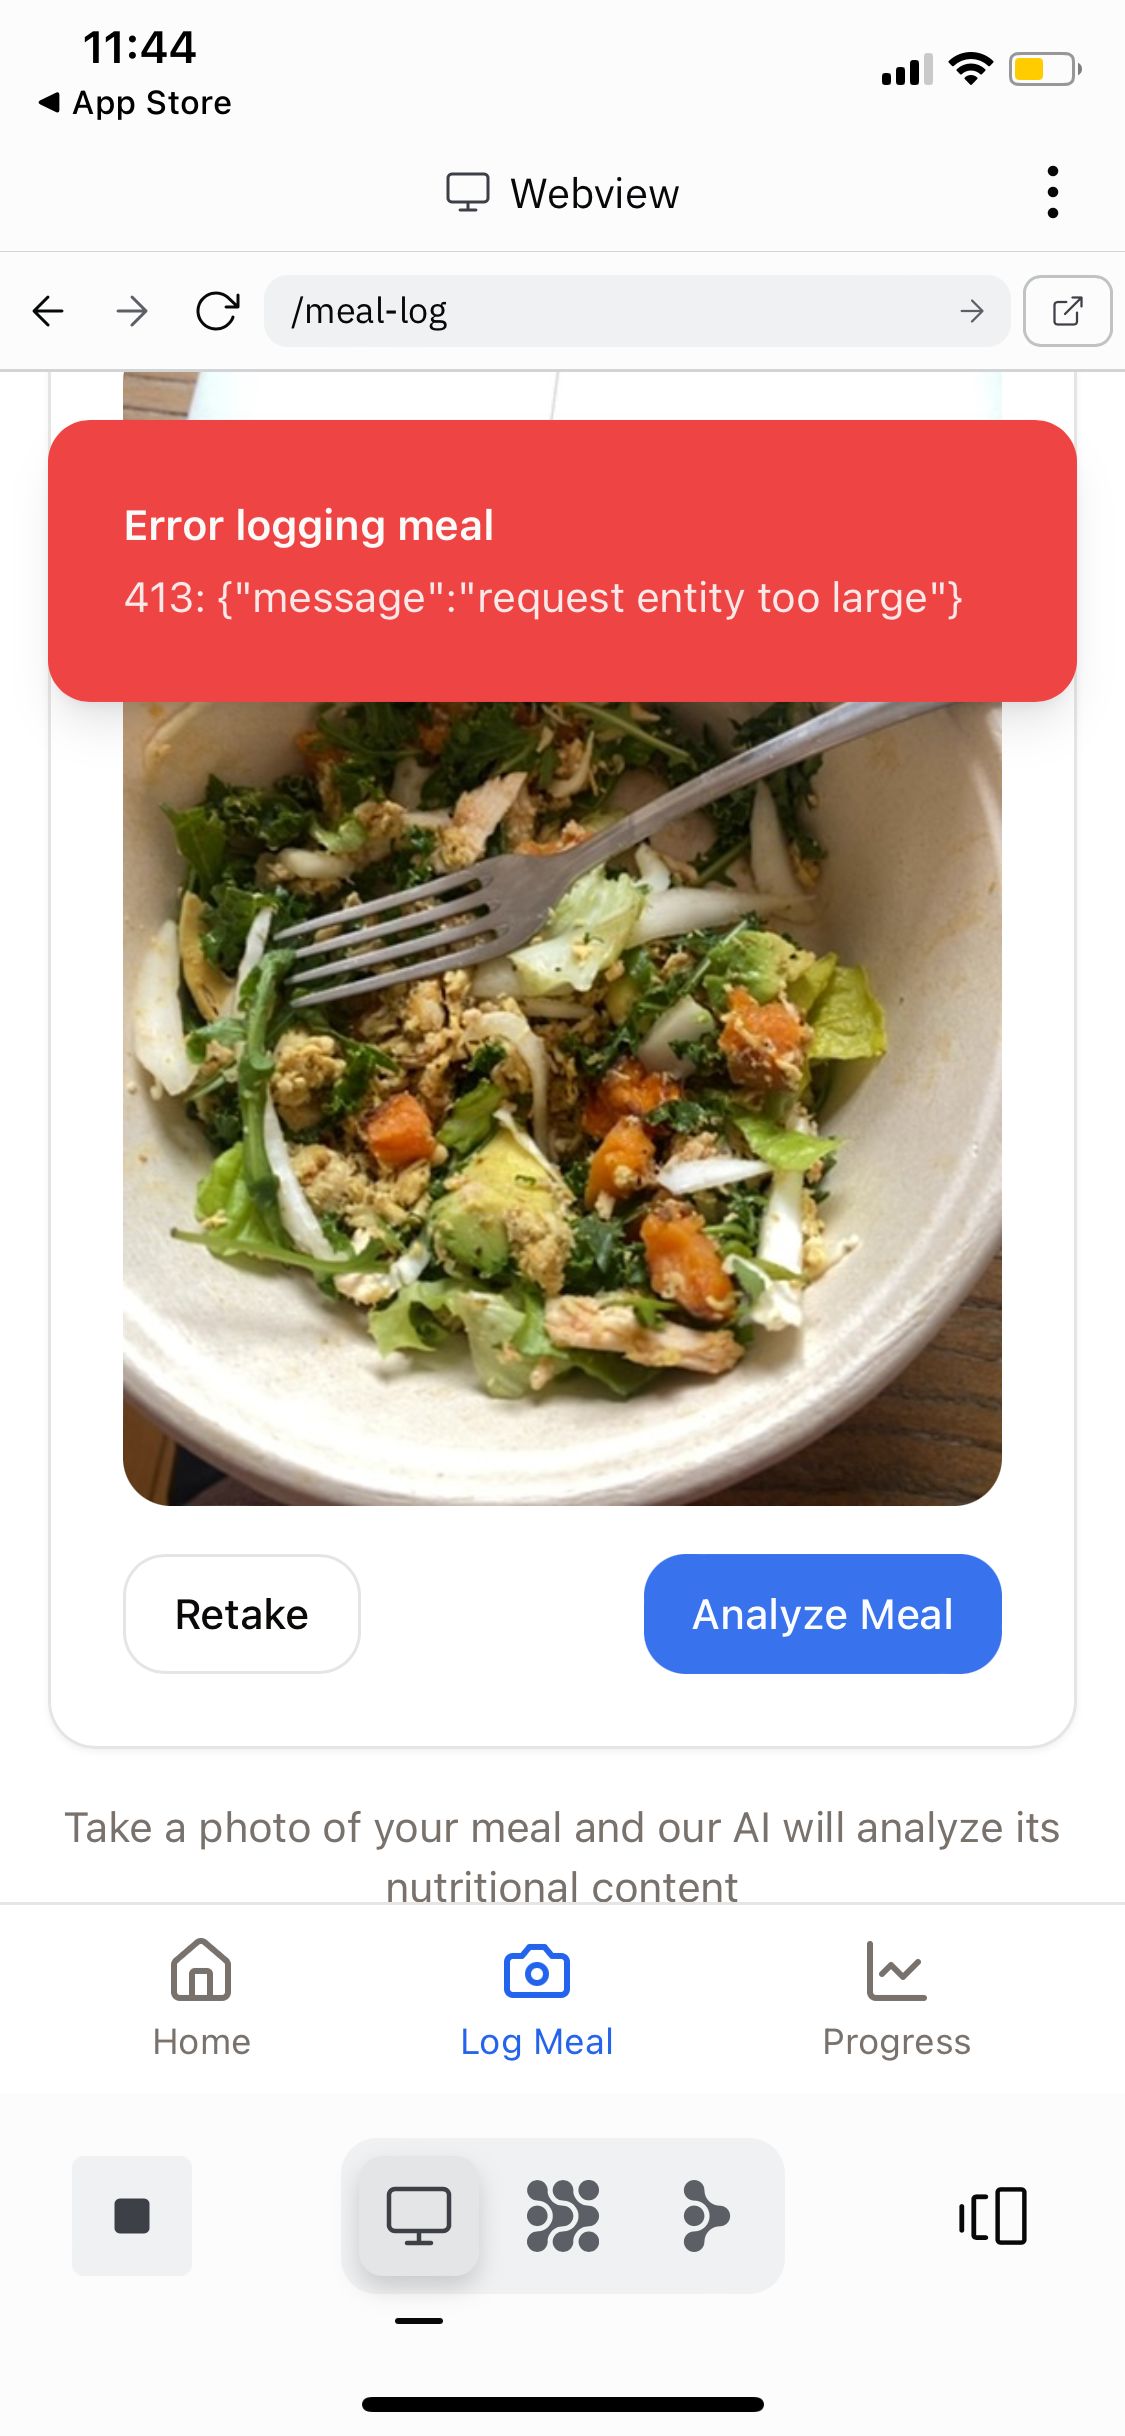 11:44
◀ App Store
Webview
/meal-log
Error logging meal
413: {"message":"request entity too large"}
Retake
Analyze Meal
Take a photo of your meal and our AI will analyze its
nutritional content
Home
Log Meal
Progress